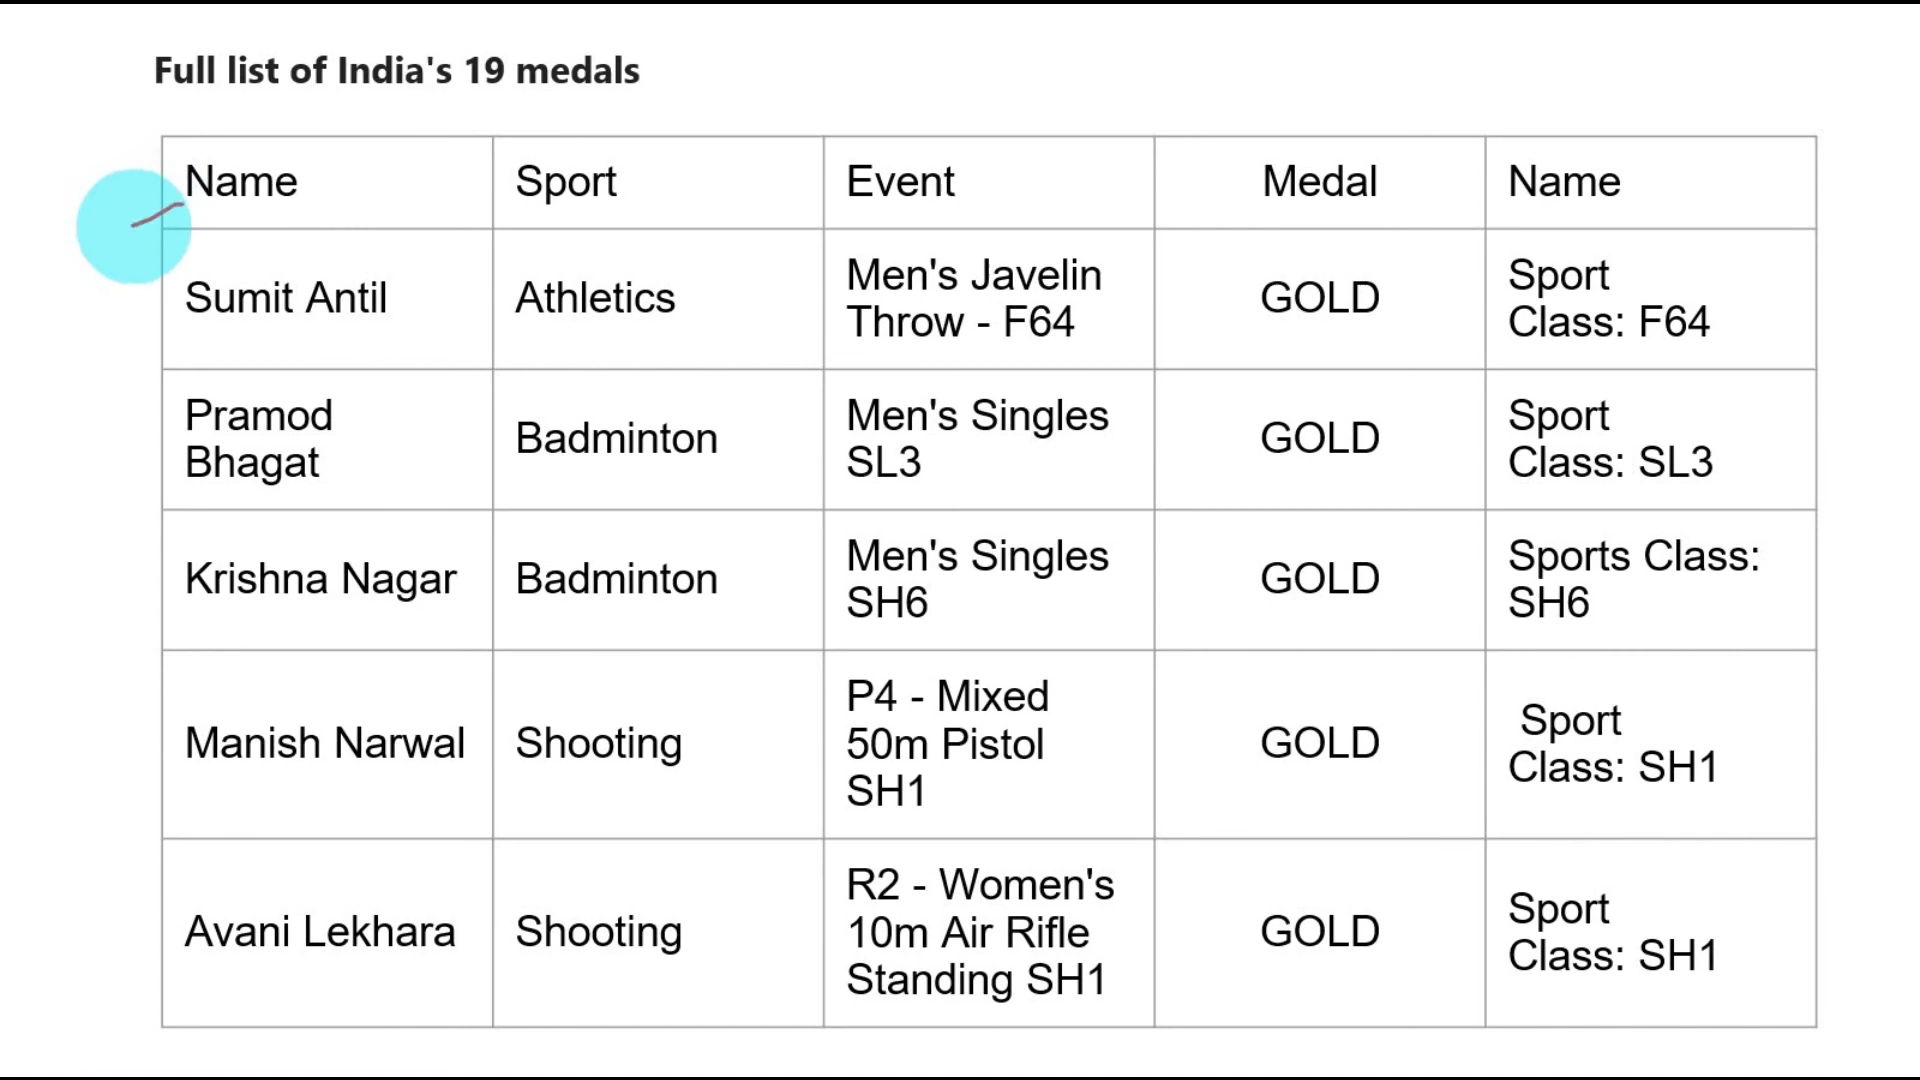 Full list of India's 19 medals
Name Sport Event Medal Name
Sumit Antil Athletics Men's Javelin Throw - F64 GOLD Sport Class: F64
Pramod Bhagat Badminton Men's Singles SL3 GOLD Sport Class: SL3
Krishna Nagar Badminton Men's Singles SH6 GOLD Sports Class: SH6
Manish Narwal Shooting P4 - Mixed 50m Pistol SH1 GOLD Sport Class: SH1
Avani Lekhara Shooting R2 - Women's 10m Air Rifle Standing SH1 GOLD Sport Class: SH1